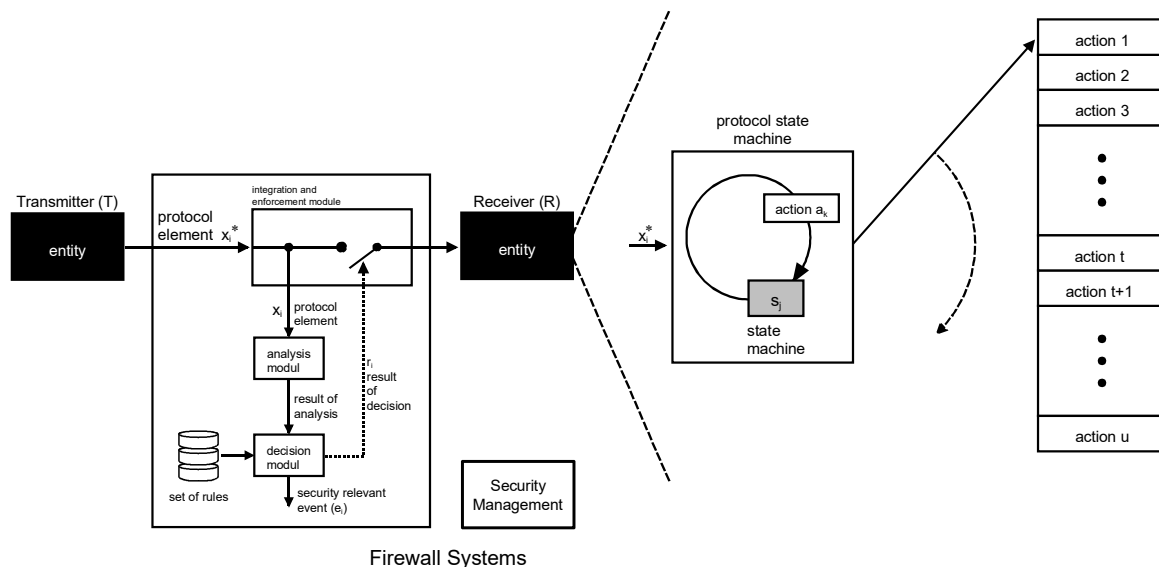 Transmitter (T)
entity
protocol
element x_i^*
integration and
enforcement module
x_i
protocol
element
analysis
modul
result of
analysis
r_i
result
of
decision
decision
modul
set of rules
security relevant
event (e_i)
Receiver (R)
entity
Security
Management
Firewall Systems
x_i^*
protocol state
machine
action a_k
s_j
state
machine
action 1
action 2
action 3
action t
action t+1
action u